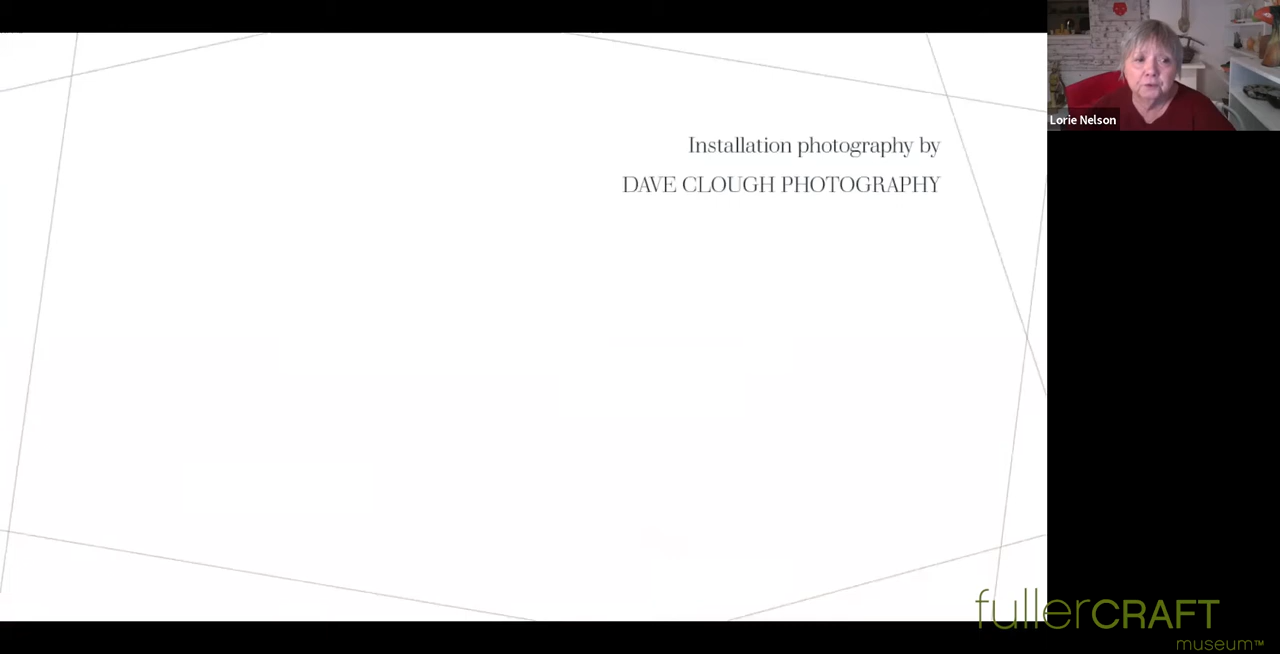 Installation photography by
DAVE CLOUGH PHOTOGRAPHY
Lorie Nelson
fullerCRAFT
museum™